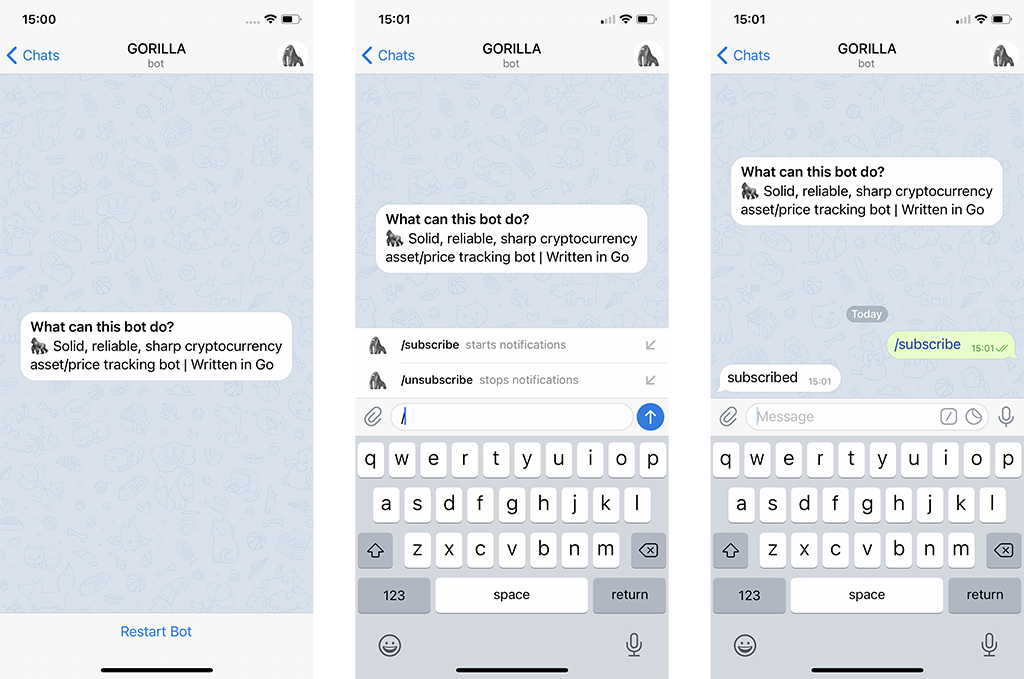 15:00
Chats
GORILLA
bot
What can this bot do?
🦍 Solid, reliable, sharp cryptocurrency
asset/price tracking bot | Written in Go
Restart Bot
15:01
Chats
GORILLA
bot
What can this bot do?
🦍 Solid, reliable, sharp cryptocurrency
asset/price tracking bot | Written in Go
/subscribe starts notifications
/unsubscribe stops notifications
/
q w e r t y u i o p
a s d f g h j k l
z x c v b n m
123 space return
15:01
Chats
GORILLA
bot
What can this bot do?
🦍 Solid, reliable, sharp cryptocurrency
asset/price tracking bot | Written in Go
Today
/subscribe 15:01
subscribed 15:01
Message
q w e r t y u i o p
a s d f g h j k l
z x c v b n m
123 space return